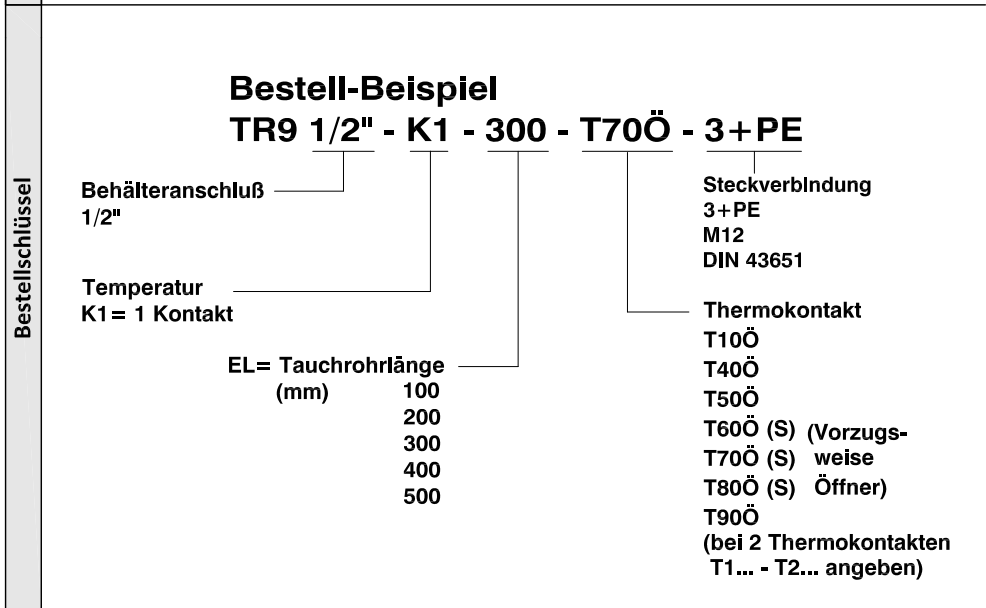 Bestellschlüssel
Bestell-Beispiel
TR9 1/2" - K1 - 300 - T70Ö - 3+PE
Behälteranschluß
1/2"
Temperatur
K1= 1 Kontakt
EL= Tauchrohrlänge
(mm) 100
200
300
400
500
Steckverbindung
3+PE
M12
DIN 43651
Thermokontakt
T10Ö
T40Ö
T50Ö
T60Ö (S) (Vorzugs-
T70Ö (S) weise
T80Ö (S) Öffner)
T90Ö
(bei 2 Thermokontakten
T1... - T2... angeben)